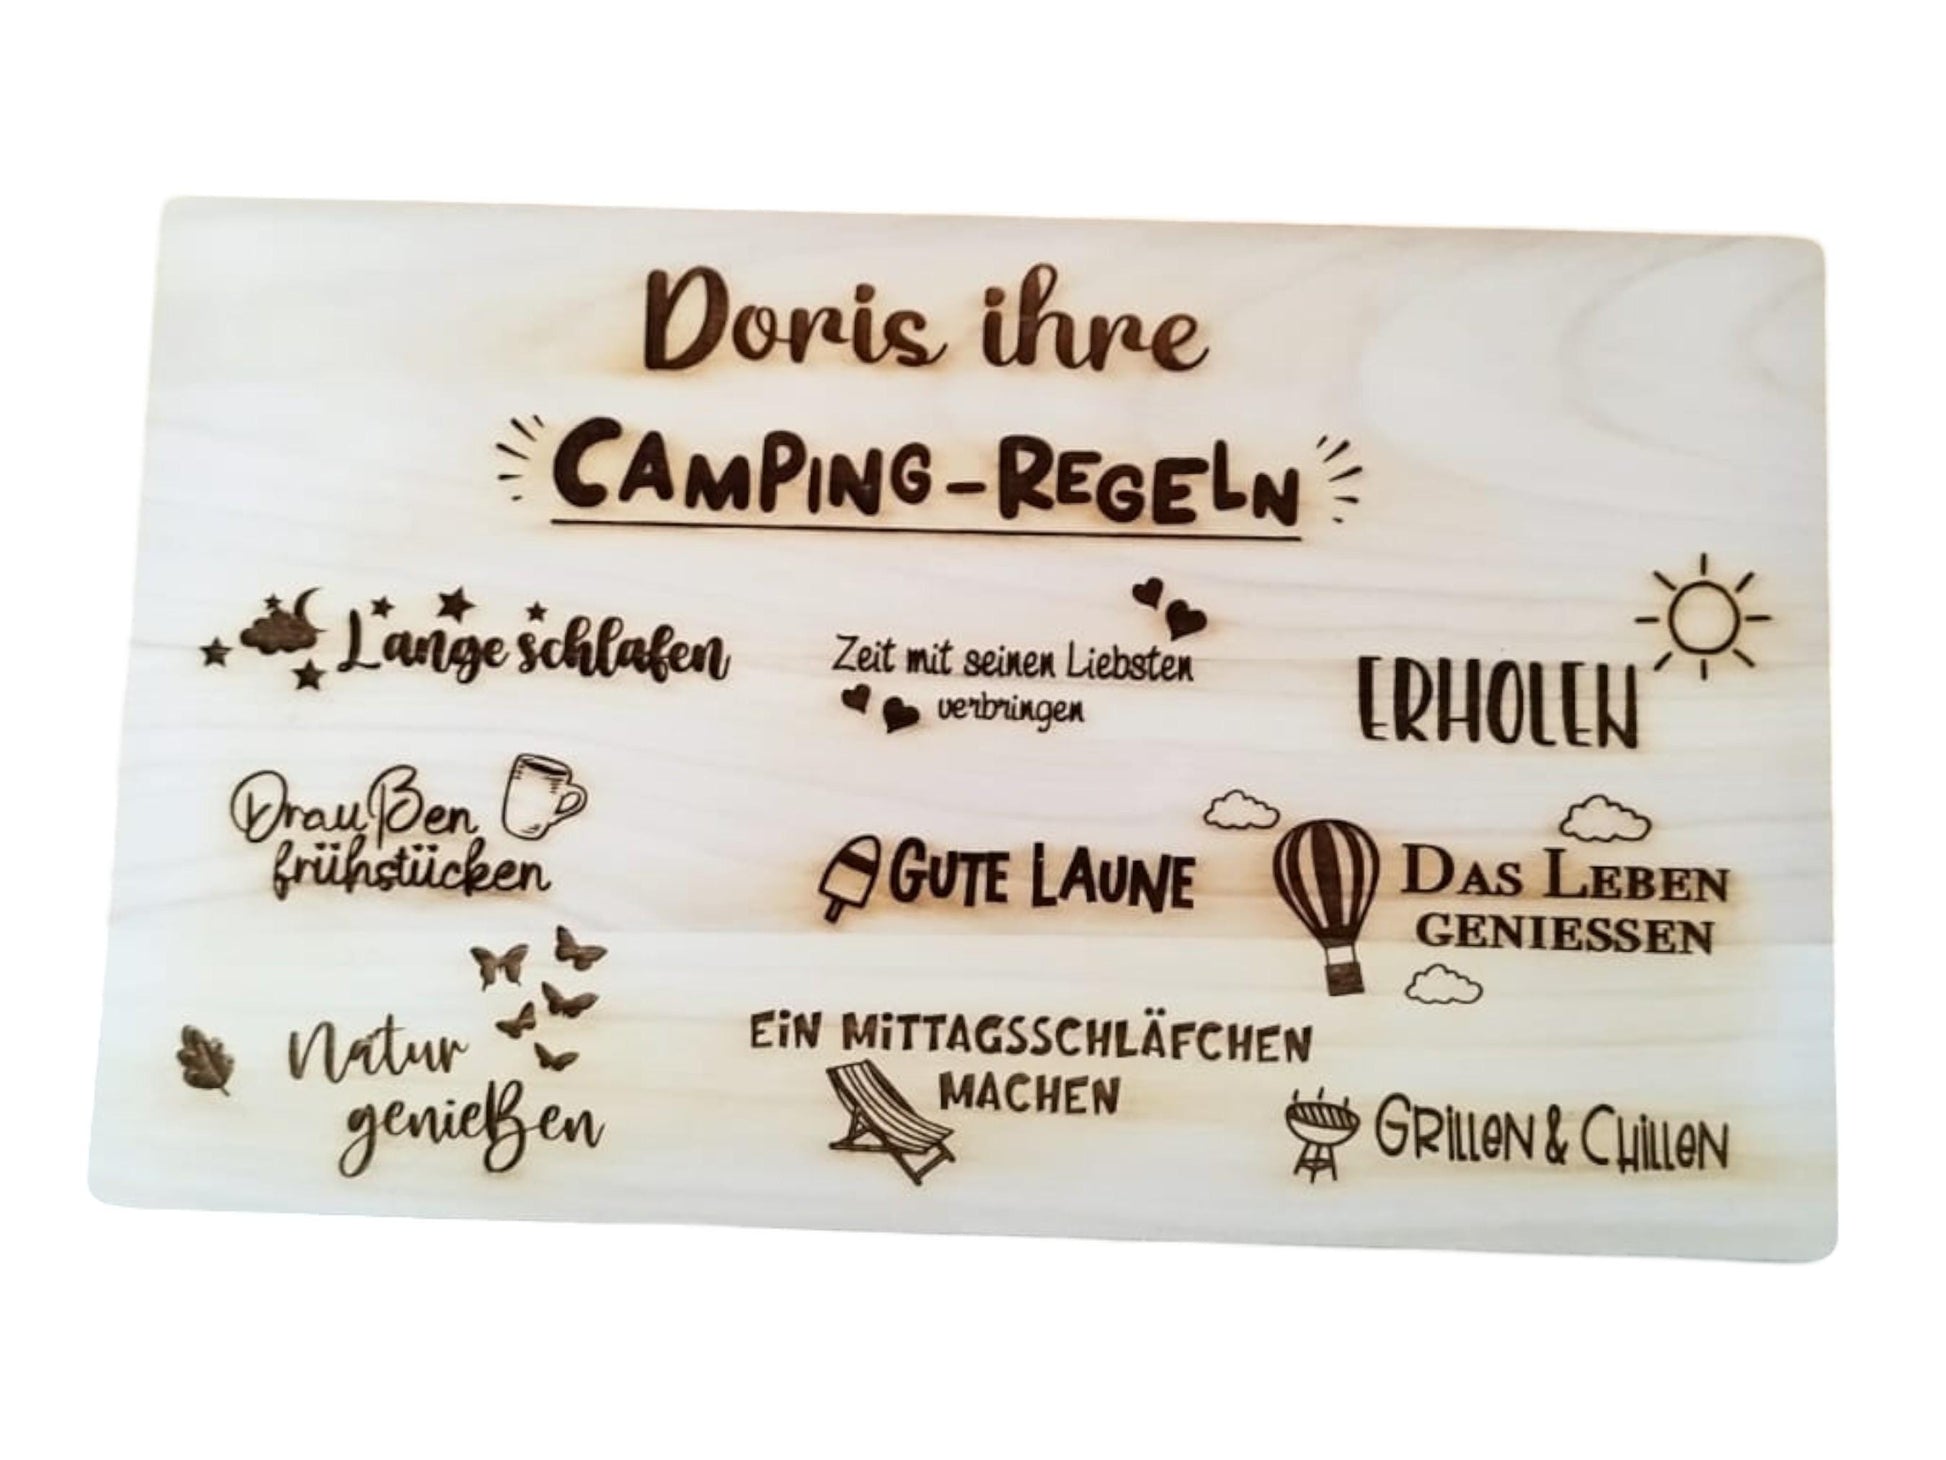 Doris ihre
CAMPING-REGELN
Lange schlafen
Zeit mit seinen Liebsten
verbringen
ERHOLEN
Draußen
frühstücken
GUTE LAUNE
DAS LEBEN
GENIESSEN
Natur
genießen
EIN MITTAGSSCHLÄFCHEN
MACHEN
GRILLEN & CHILLEN